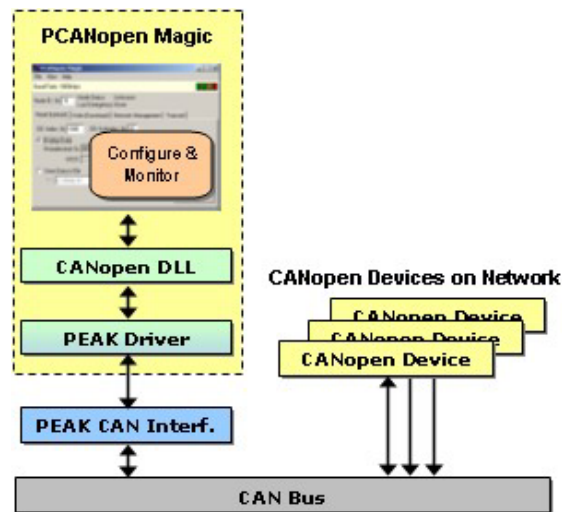 PCANopen Magic
Configure &
Monitor
CANopen DLL
PEAK Driver
PEAK CAN Interf.
CANopen Devices on Network
CANopen Device
CANopen Device
CANopen Device
CAN Bus